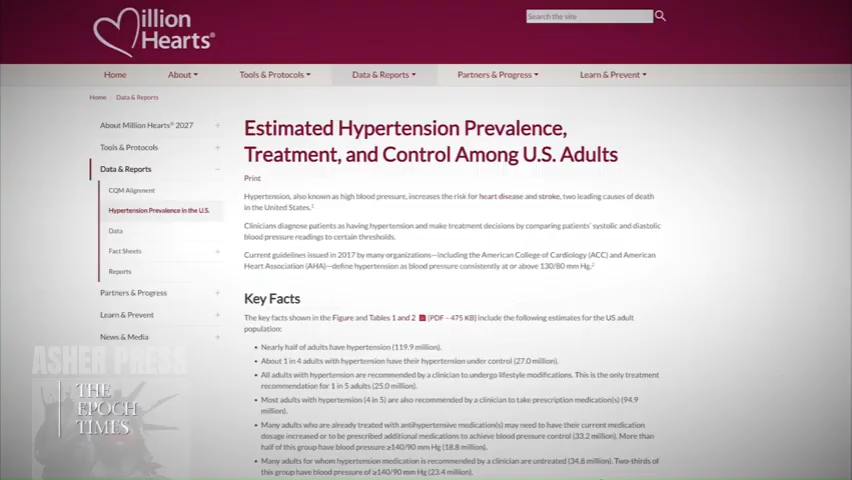 Million
Hearts®
Search the site
Home
About
Tools & Protocols
Data & Reports
Partners & Progress
Learn & Prevent
Home
Data & Reports
About Million Hearts® 2027
Tools & Protocols
Data & Reports
CQM Alignment
Hypertension Prevalence in the U.S.
Data
Fact Sheets
Reports
Partners & Progress
Learn & Prevent
News & Media
Estimated Hypertension Prevalence,
Treatment, and Control Among U.S. Adults
Print
Hypertension, also known as high blood pressure, increases the risk for heart disease and stroke, two leading causes of death
in the United States.1
Clinicians diagnose patients as having hypertension and make treatment decisions by comparing patients' systolic and diastolic
blood pressure readings to certain thresholds.
Current guidelines issued in 2017 by many organizations—including the American College of Cardiology (ACC) and American
Heart Association (AHA)—define hypertension as blood pressure consistently at or above 130/80 mm Hg.2
Key Facts
The key facts shown in the Figure and Tables 1 and 2 [PDF – 475 KB] include the following estimates for the US adult
population:
• Nearly half of adults have hypertension (119.9 million).
• About 1 in 4 adults with hypertension have their hypertension under control (27.0 million).
• All adults with hypertension are recommended by a clinician to undergo lifestyle modifications. This is the only treatment
recommendation for 1 in 5 adults (25.0 million).
• Most adults with hypertension (4 in 5) are also recommended by a clinician to take prescription medication(s) (94.9
million).
• Many adults who are already treated with antihypertensive medication(s) may need to have their current medication
dosage increased or to be prescribed additional medications to achieve blood pressure control (33.2 million). More than
half of this group have blood pressure ≥140/90 mm Hg (18.8 million).
• Many adults for whom hypertension medication is recommended by a clinician are untreated (34.8 million). Two-thirds of
this group have blood pressure of ≥140/90 mm Hg (23.4 million).
ASHER PRESS
THE
EPOCH
TIMES